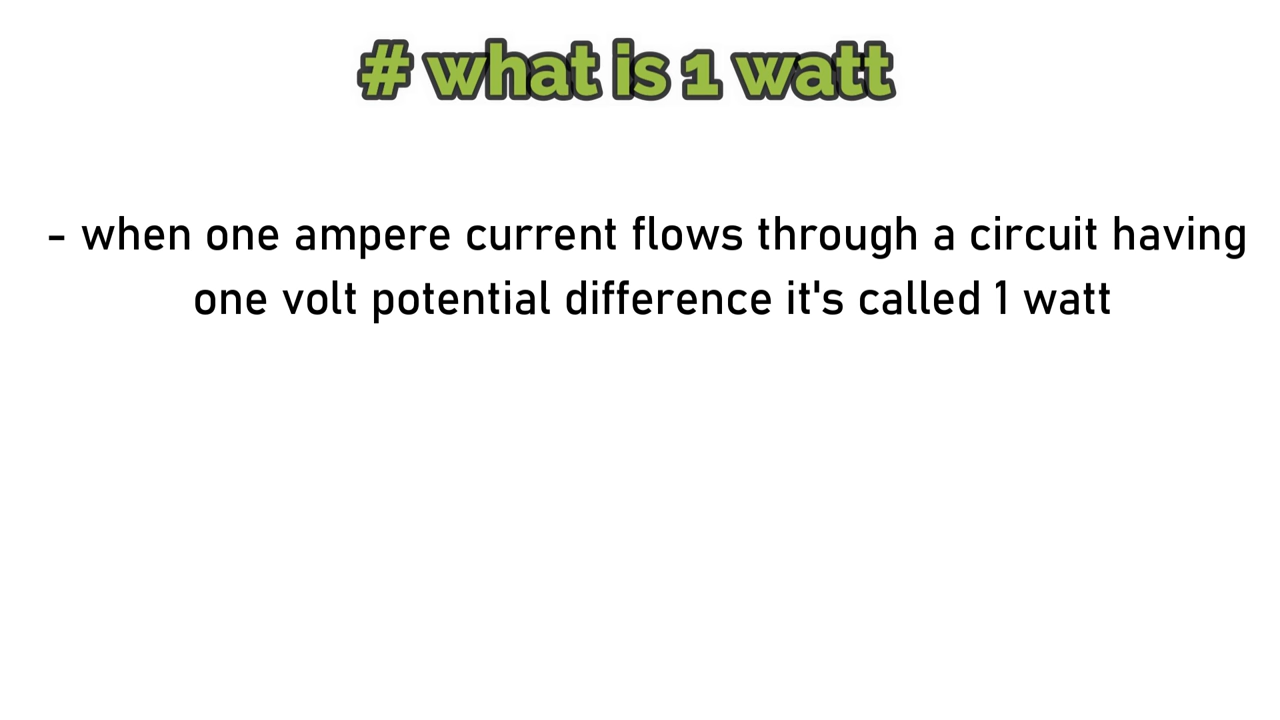 # what is 1 watt
- when one ampere current flows through a circuit having
one volt potential difference it's called 1 watt